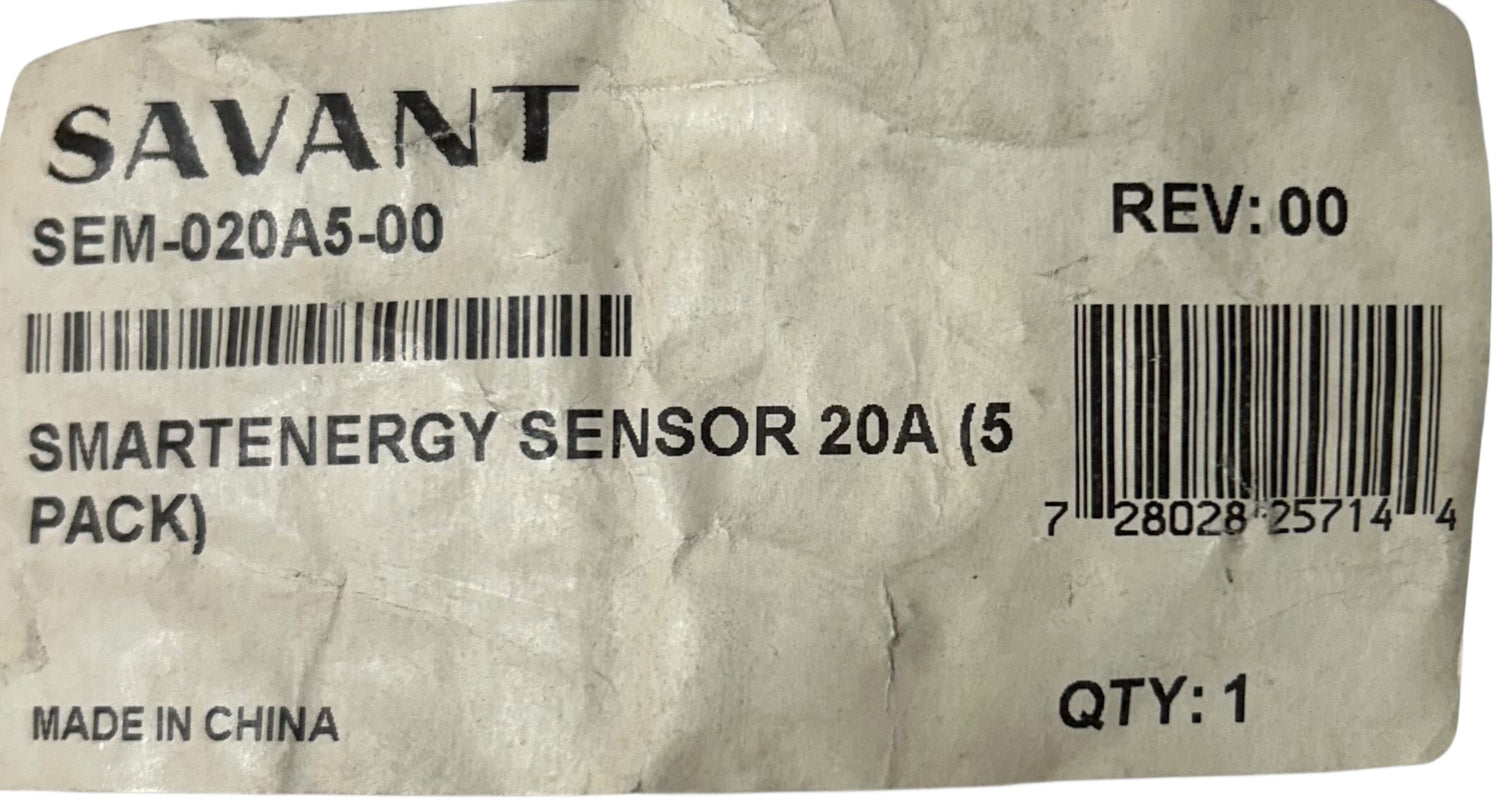 SAVANT
SEM-020A5-00
REV: 00
SMARTENERGY SENSOR 20A (5
PACK)
7 28028 25714 4
MADE IN CHINA
QTY: 1